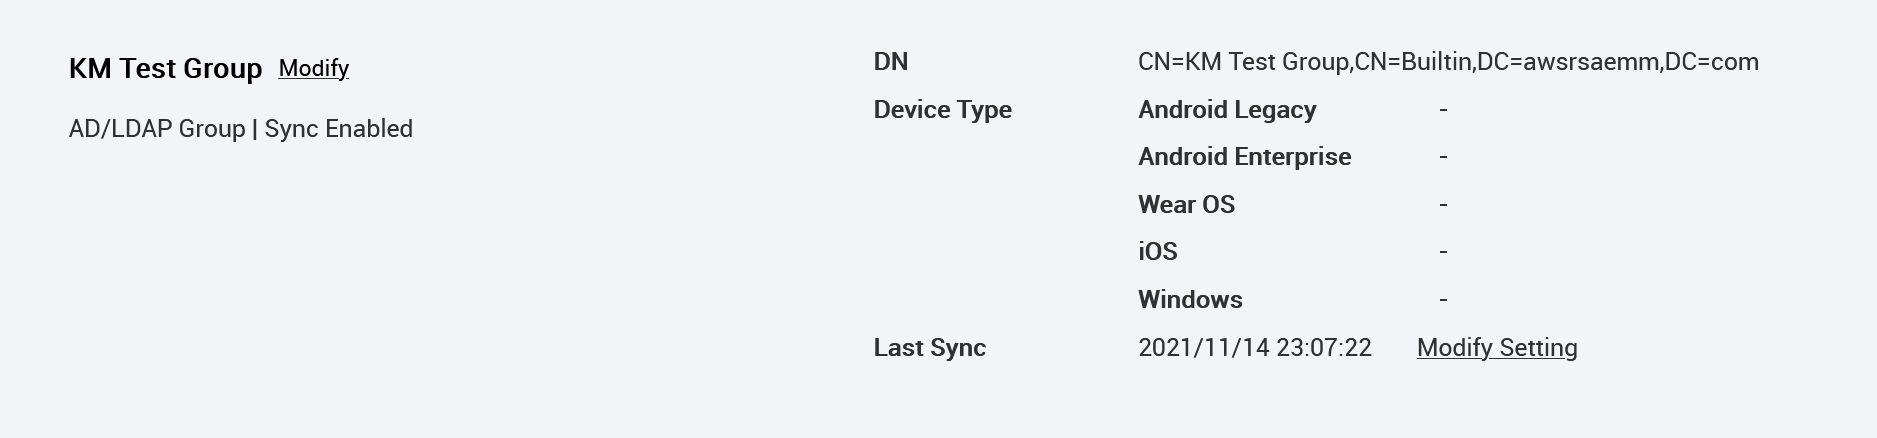 KM Test Group Modify
AD/LDAP Group | Sync Enabled
DN CN=KM Test Group,CN=Builtin,DC=awsrsaemm,DC=com
Device Type Android Legacy -
Android Enterprise -
Wear OS -
iOS -
Windows -
Last Sync 2021/11/14 23:07:22 Modify Setting